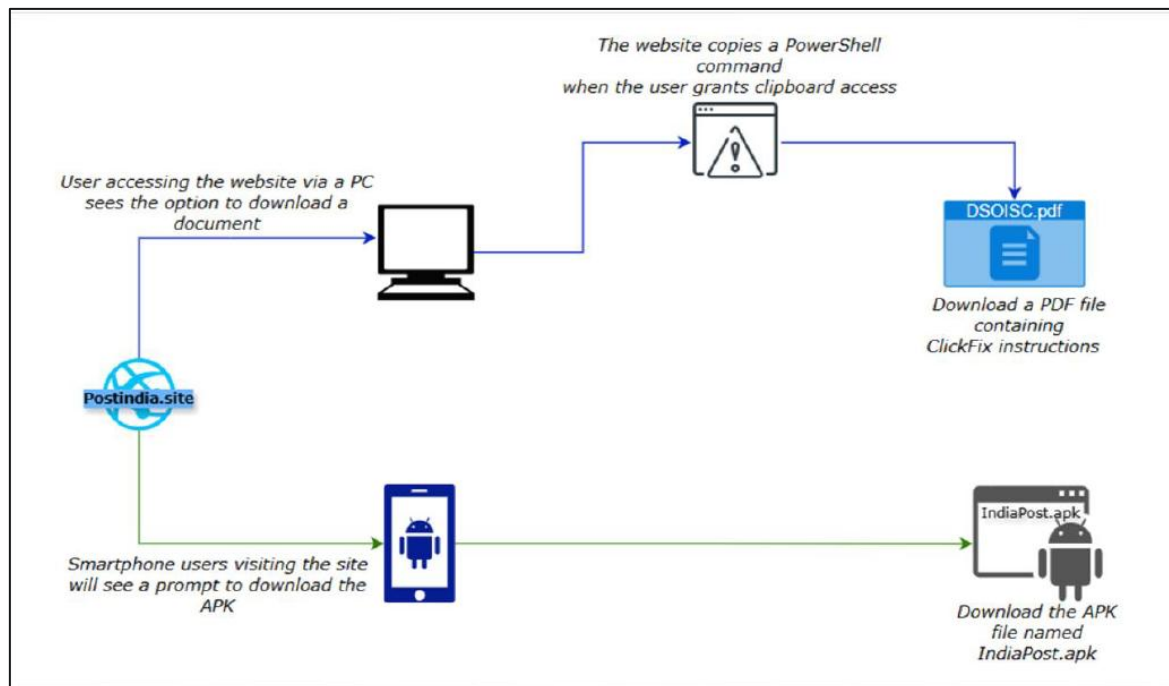 The website copies a PowerShell
command
when the user grants clipboard access
User accessing the website via a PC
sees the option to download a
document
DSOISC.pdf
Download a PDF file
containing
ClickFix instructions
Postindia.site
IndiaPost.apk
Smartphone users visiting the site
will see a prompt to download the
APK
Download the APK
file named
IndiaPost.apk